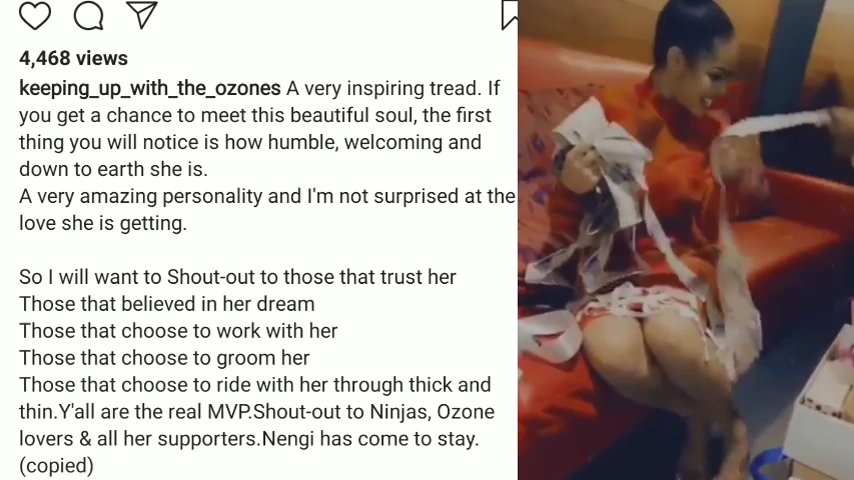 4,468 views
keeping_up_with_the_ozones A very inspiring tread. If
you get a chance to meet this beautiful soul, the first
thing you will notice is how humble, welcoming and
down to earth she is.
A very amazing personality and I'm not surprised at the
love she is getting.
So I will want to Shout-out to those that trust her
Those that believed in her dream
Those that choose to work with her
Those that choose to groom her
Those that choose to ride with her through thick and
thin.Y'all are the real MVP.Shout-out to Ninjas, Ozone
lovers & all her supporters.Nengi has come to stay.
(copied)